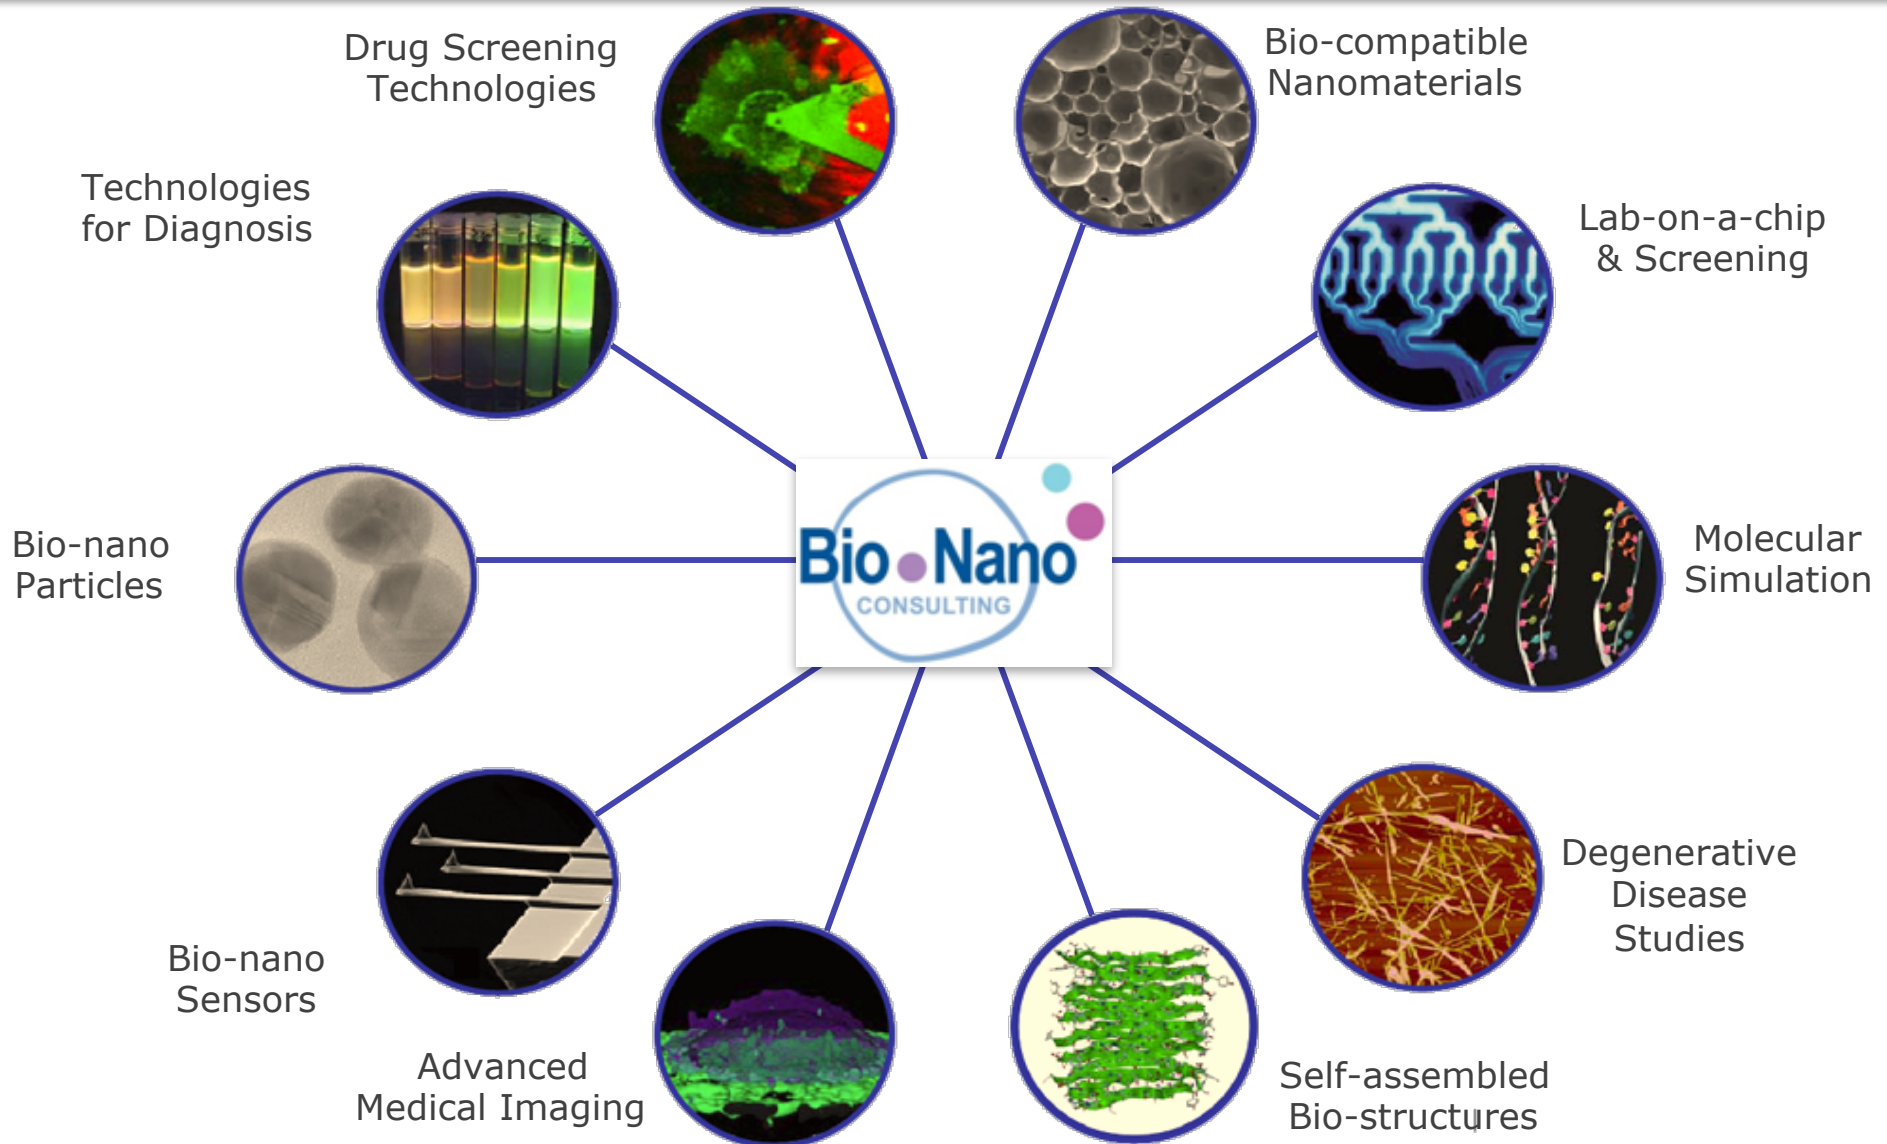 Drug Screening
Technologies
Bio-compatible
Nanomaterials
Technologies
for Diagnosis
Lab-on-a-chip
& Screening
Bio-nano
Particles
Bio Nano
CONSULTING
Molecular
Simulation
Degenerative
Disease
Studies
Bio-nano
Sensors
Advanced
Medical Imaging
Self-assembled
Bio-structures